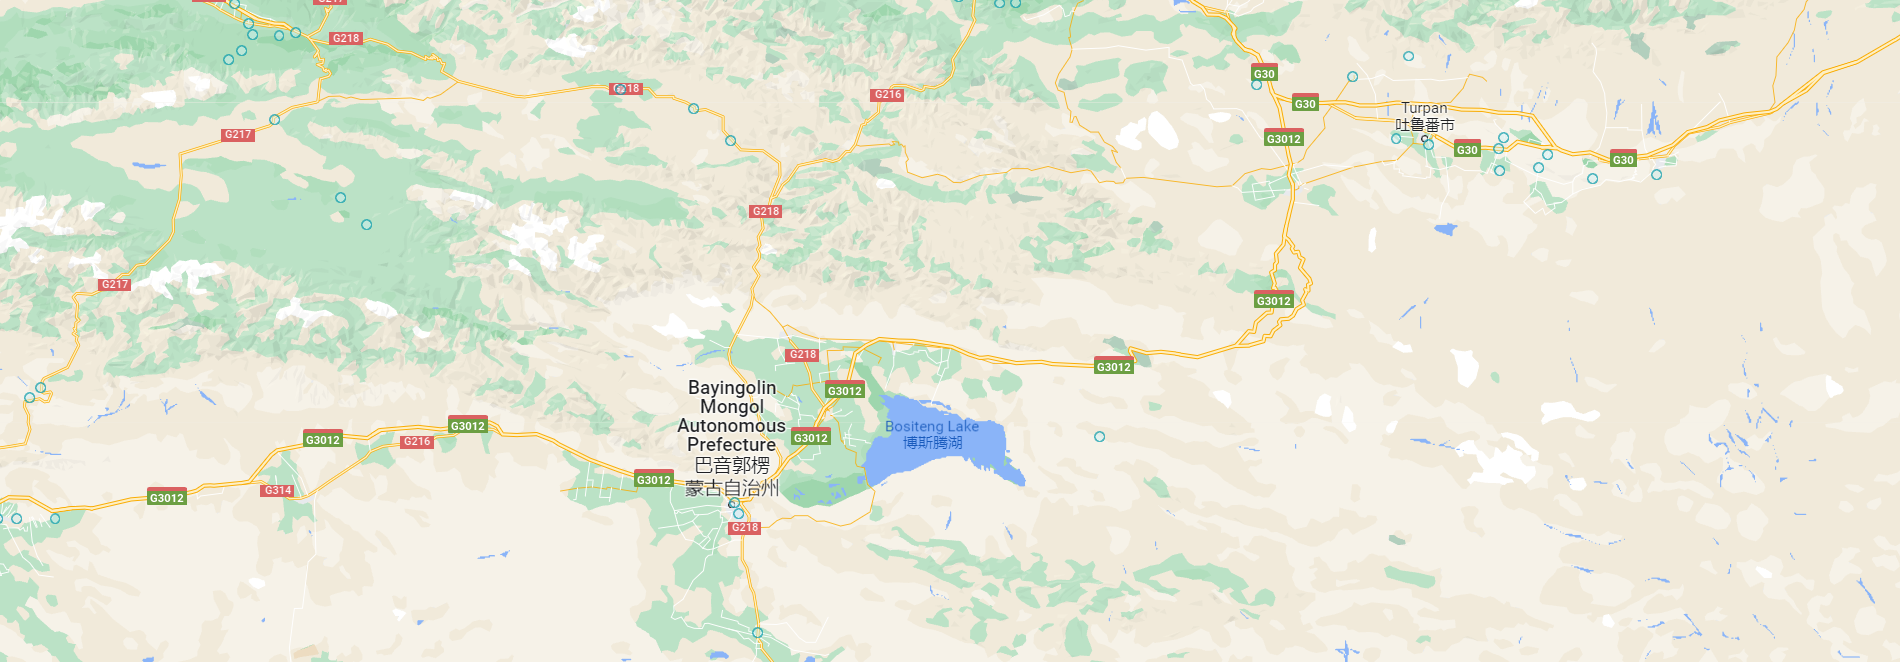 G217
G218
G218
G216
G30
G30
G217
G3012
Turpan
吐鲁番市
G30
G30
G218
G217
G3012
G218
G3012
G3012
Bayingolin
Mongol
Autonomous
Prefecture
巴音郭楞
蒙古自治州
Bositeng Lake
博斯腾湖
G3012
G3012
G3012
G216
G3012
G314
G3012
G218